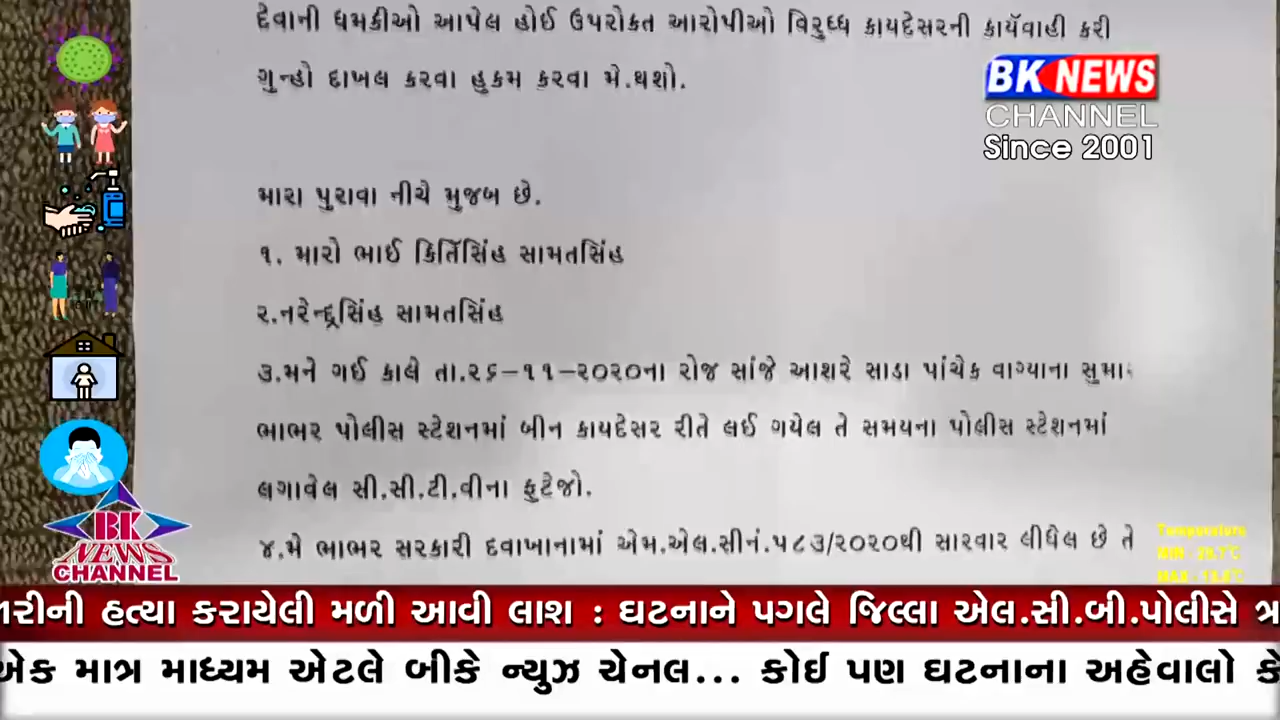 દેવાની ધમકીઓ આપેલ હોઈ ઉપરોકત આરોપીઓ વિરુધ્ધ કાયદેસરની કાર્યવાહી કરી
ગુન્હો દાખલ કરવા હુકમ કરવા મે.થશો.
BK NEWS
CHANNEL
Since 2001
મારા પુરાવા નીચે મુજબ છે.
૧. મારો ભાઈ કિર્તિસિંહ સામતસિંહ
૨.નરેન્દ્રસિંહ સામતસિંહ
૩.મને ગઈ કાલે તા.૨૬-૧૧-૨૦૨૦ના રોજ સાંજે આશરે સાડા પાંચેક વાગ્યાના સુમા
ભાભર પોલીસ સ્ટેશનમાં બીન કાયદેસર રીતે લઈ ગયેલ તે સમયના પોલીસ સ્ટેશનમાં
લગાવેલ સી.સી.ટી.વીના ફુટેજો.
૪.મે ભાભર સરકારી દવાખાનામાં એમ.એલ.સીનં.૫૮૩/૨૦૨૦થી સારવાર લીધેલ છે તે
BK
NEWS
CHANNEL
હત્યા કરાયેલી મળી આવી લાશ : ઘટનાને પગલે જિલ્લા એલ.સી.બી.પોલીસે
એક માત્ર માધ્યમ એટલે બીકે ન્યુઝ ચેનલ... કોઈ પણ ઘટનાના અહેવાલો